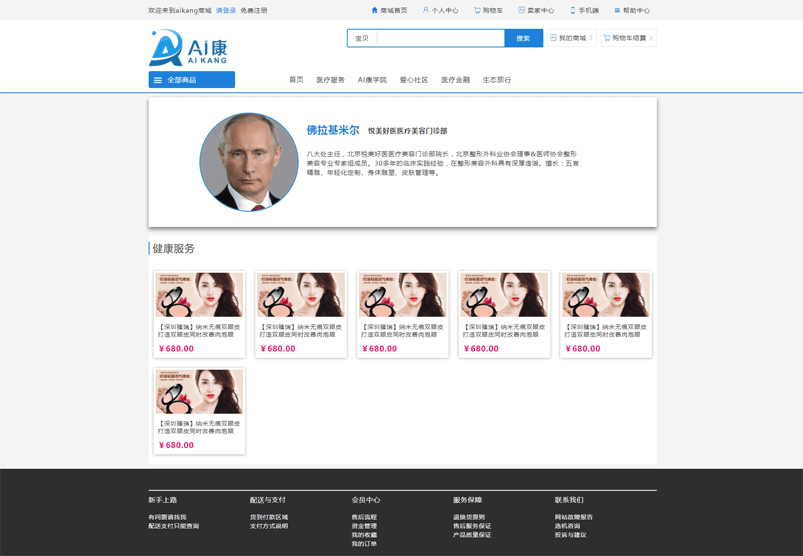 欢迎来到aikang商城 请登录 免费注册
商城首页 个人中心 购物车 卖家中心 手机端 帮助中心
AI康
AI KANG
宝贝 搜索 我的商城 购物车结算
全部商品 首页 医疗服务 AI康学院 爱心社区 医疗金融 生态旅行
佛拉基米尔 悦美好医医疗美容门诊部
八大处主任，北京悦美好医医疗美容门诊部院长，北京整形外科业协会理事&医师协会整形
美容专业专家组成员。30多年的临床实践经验，在整形美容外科具有深厚造诣。擅长：五官
精雕、年轻化定制、身体雕塑、皮肤管理等。
健康服务
【深圳臻瑞】纳米无痕双眼皮
打造双眼皮同时改善肉泡眼
￥680.00
【深圳臻瑞】纳米无痕双眼皮
打造双眼皮同时改善肉泡眼
￥680.00
【深圳臻瑞】纳米无痕双眼皮
打造双眼皮同时改善肉泡眼
￥680.00
【深圳臻瑞】纳米无痕双眼皮
打造双眼皮同时改善肉泡眼
￥680.00
【深圳臻瑞】纳米无痕双眼皮
打造双眼皮同时改善肉泡眼
￥680.00
【深圳臻瑞】纳米无痕双眼皮
打造双眼皮同时改善肉泡眼
￥680.00
新手上路
有问题请找我
配送支付只能查询
配送与支付
货到付款区域
支付方式说明
会员中心
售后流程
资金管理
我的收藏
我的订单
服务保障
退换货原则
售后服务保证
产品质量保证
联系我们
网站故障报告
选机咨询
投诉与建议